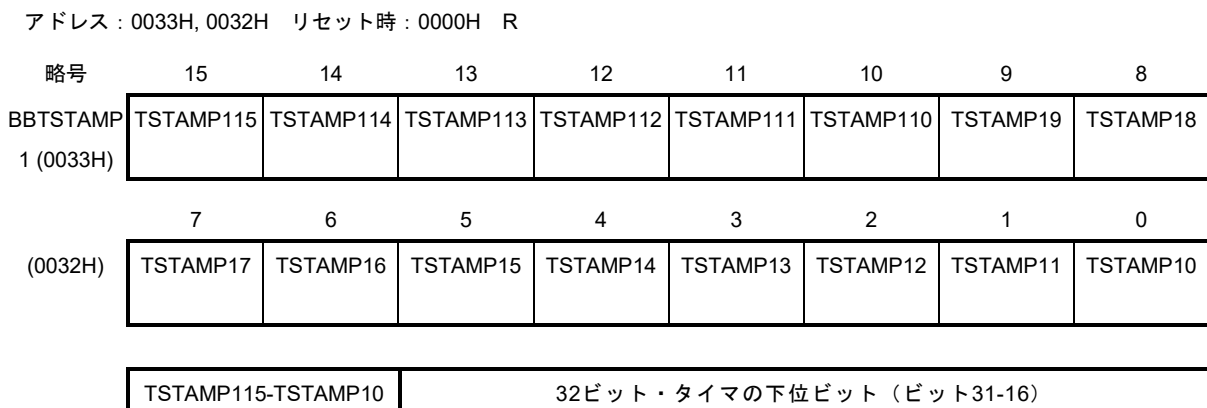 アドレス：0033H, 0032H　リセット時：0000H　R
略号 15 14 13 12 11 10 9 8
BBTSTAMP TSTAMP115 TSTAMP114 TSTAMP113 TSTAMP112 TSTAMP111 TSTAMP110 TSTAMP19 TSTAMP18
1 (0033H)
7 6 5 4 3 2 1 0
(0032H) TSTAMP17 TSTAMP16 TSTAMP15 TSTAMP14 TSTAMP13 TSTAMP12 TSTAMP11 TSTAMP10
TSTAMP115-TSTAMP10 32ビット・タイマの下位ビット（ビット31-16）